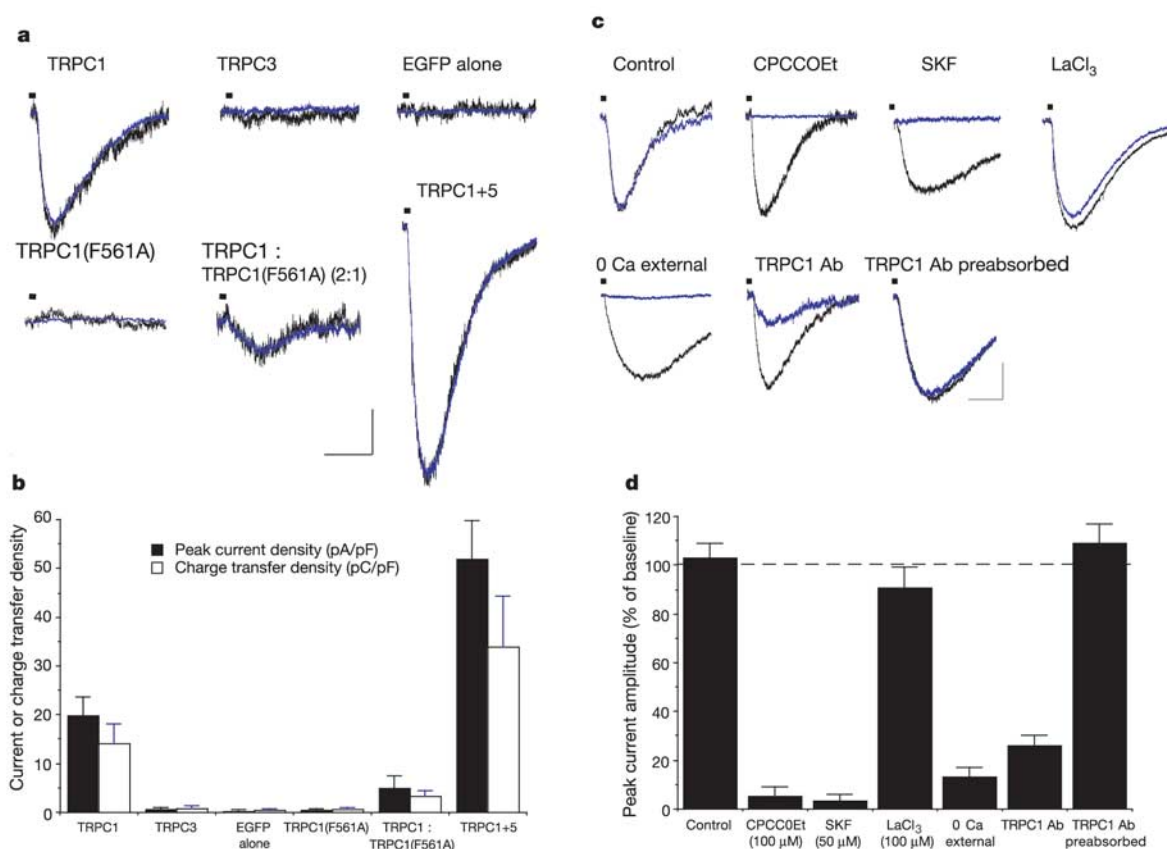 a
TRPC1
TRPC3
EGFP alone
TRPC1+5
TRPC1(F561A)
TRPC1 :
TRPC1(F561A) (2:1)
b
60
50
40
30
20
10
0
Current or charge transfer density
Peak current density (pA/pF)
Charge transfer density (pC/pF)
TRPC1
TRPC3
EGFP
alone
TRPC1(F561A)
TRPC1 :
TRPC1(F561A)
TRPC1+5
c
Control
CPCCOEt
SKF
LaCl₃
0 Ca external
TRPC1 Ab
TRPC1 Ab preabsorbed
d
120
100
80
60
40
20
0
Peak current amplitude (% of baseline)
Control
CPCC0Et
(100 µM)
SKF
(50 µM)
LaCl₃
(100 µM)
0 Ca
external
TRPC1 Ab
TRPC1 Ab
preabsorbed